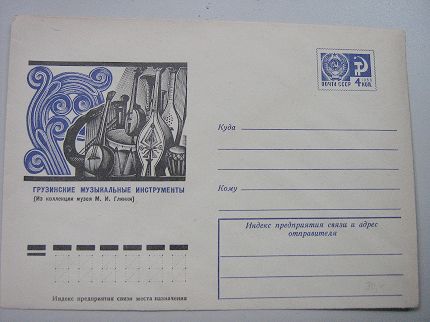 ПОЧТА СССР 4 КОП.
Куда
Кому
ГРУЗИНСКИЕ МУЗЫКАЛЬНЫЕ ИНСТРУМЕНТЫ
(Из коллекции музея М. И. Глинки)
Индекс предприятия связи и адрес
отправителя
Индекс предприятия связи места назначения